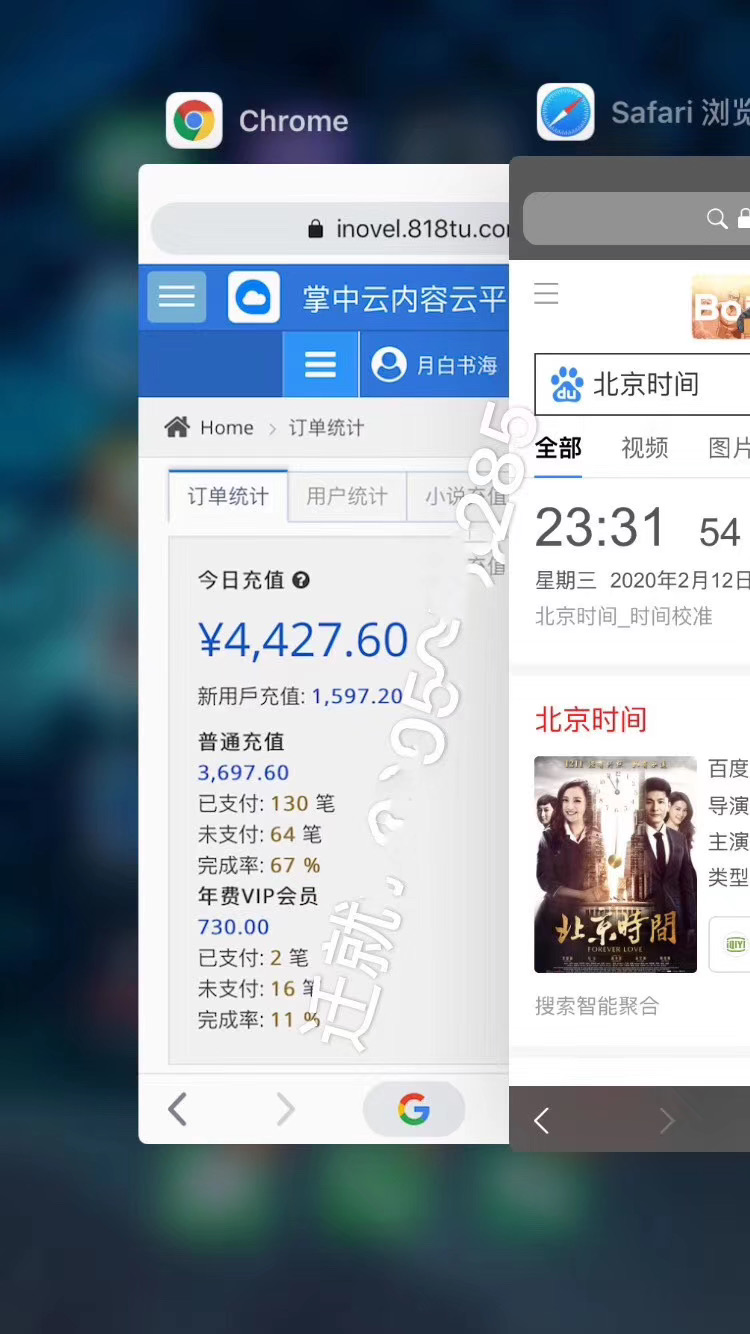 Chrome
inovel.818tu.co
掌中云内容云平
月白书海
Home > 订单统计
订单统计
用户统计
小说充值
充值
今日充值
¥4,427.60
新用戶充值: 1,597.20
普通充值
3,697.60
已支付: 130 笔
未支付: 64 笔
完成率: 67 %
年费VIP会员
730.00
已支付: 2 笔
未支付: 16 笔
完成率: 11 %
迁就
285
Safari 浏览
Bo
du 北京时间
全部
视频
图片
23:31 54
星期三 2020年2月12日
北京时间_时间校准
北京时间
北京時間
FOREVER LOVE
百度
导演
主演
类型
iQIYI
搜索智能聚合